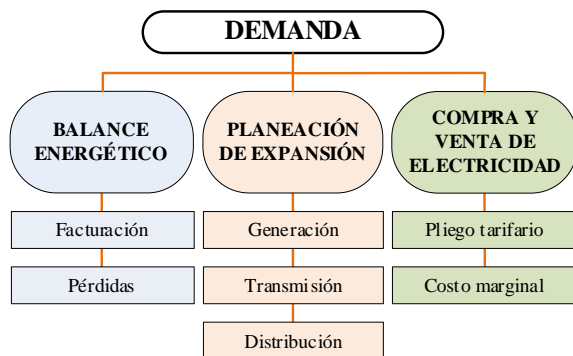 DEMANDA
BALANCE
ENERGÉTICO
PLANEACIÓN
DE EXPANSIÓN
COMPRA Y
VENTA DE
ELECTRICIDAD
Facturación
Generación
Pliego tarifario
Pérdidas
Transmisión
Costo marginal
Distribución